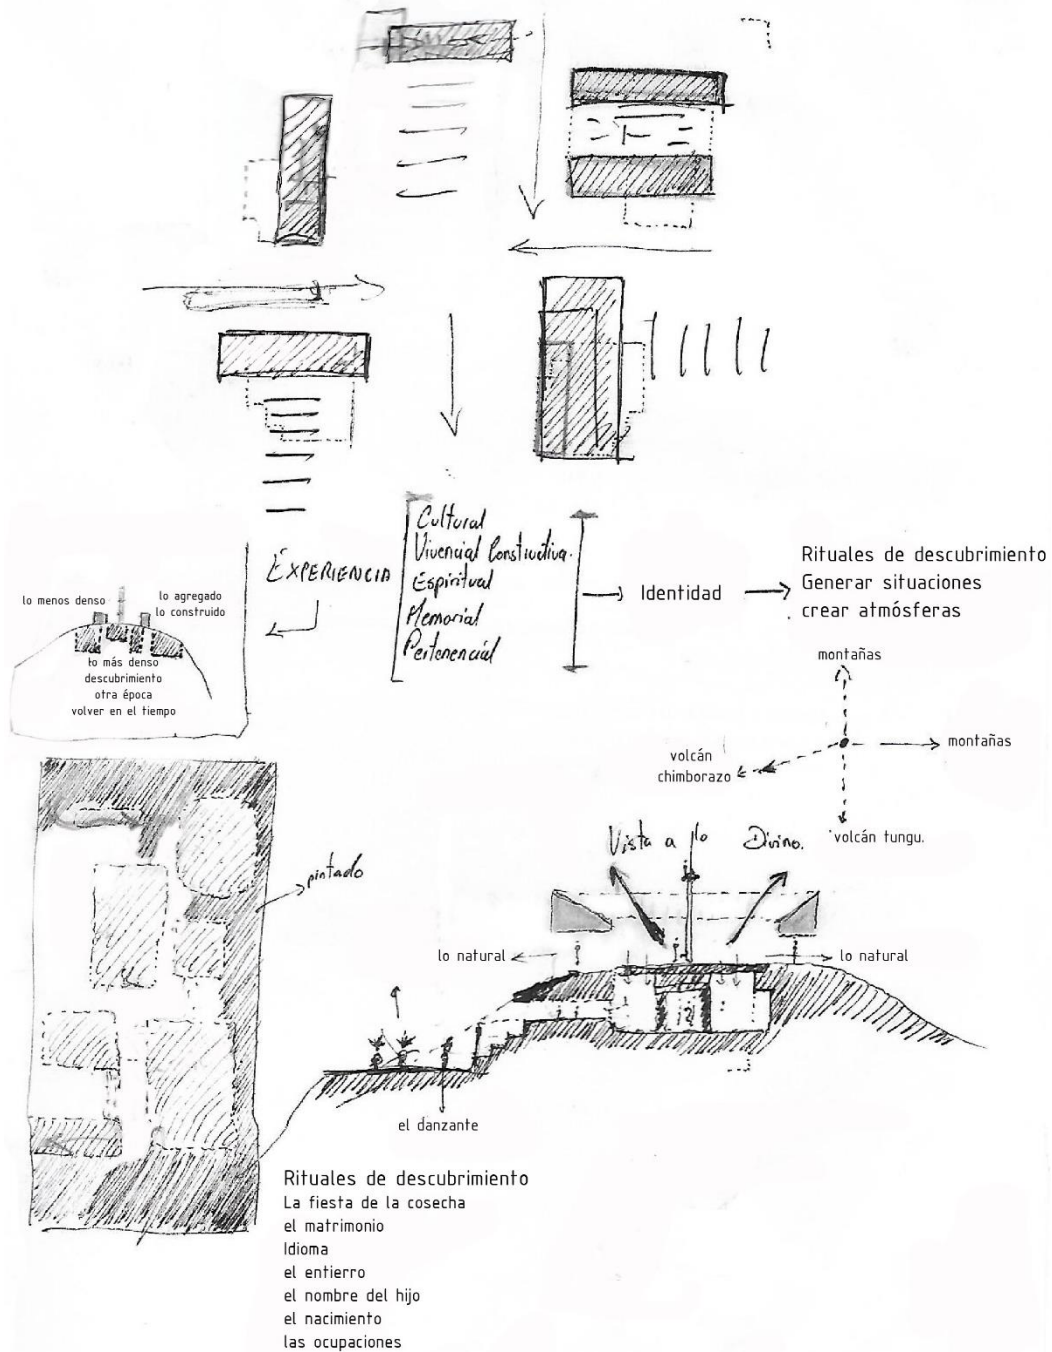 Cultural
Vivencial Constructiva.
EXPERIENCIA
Espiritual
Memorial
Pertenencial
Identidad
Rituales de descubrimiento
Generar situaciones
crear atmósferas
lo menos denso
lo agregado
lo construido
lo más denso
descubrimiento
otra época
volver en el tiempo
montañas
montañas
volcán
chimborazo
volcán tungu.
pintado
Vista a lo Divino.
lo natural
lo natural
el danzante
Rituales de descubrimiento
La fiesta de la cosecha
el matrimonio
Idioma
el entierro
el nombre del hijo
el nacimiento
las ocupaciones